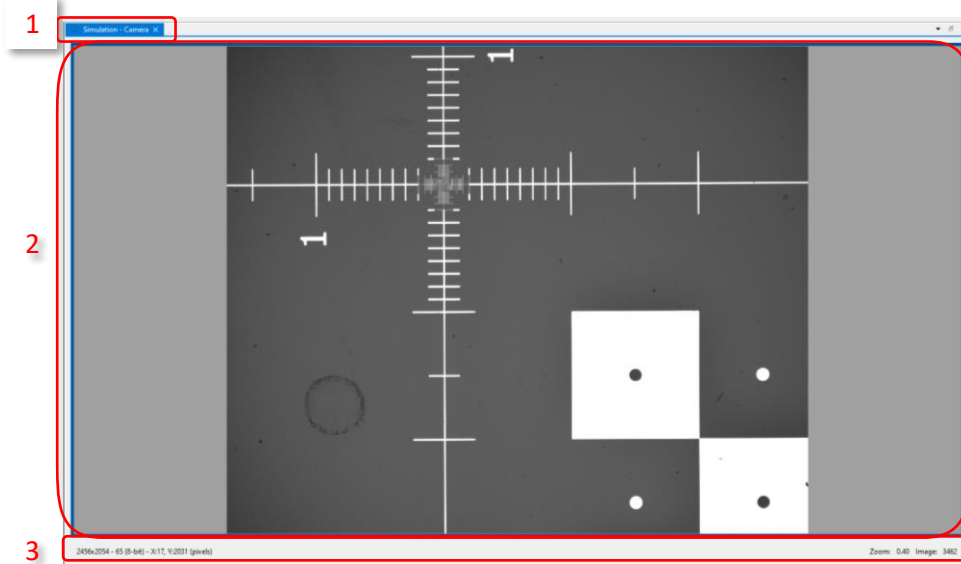 1
Simulation - Camera ×
1
2
1
3
2456x2054 - 65 (8-bit) - X:17, Y:2031 (pixels)
Zoom: 0.40 Image: 3462